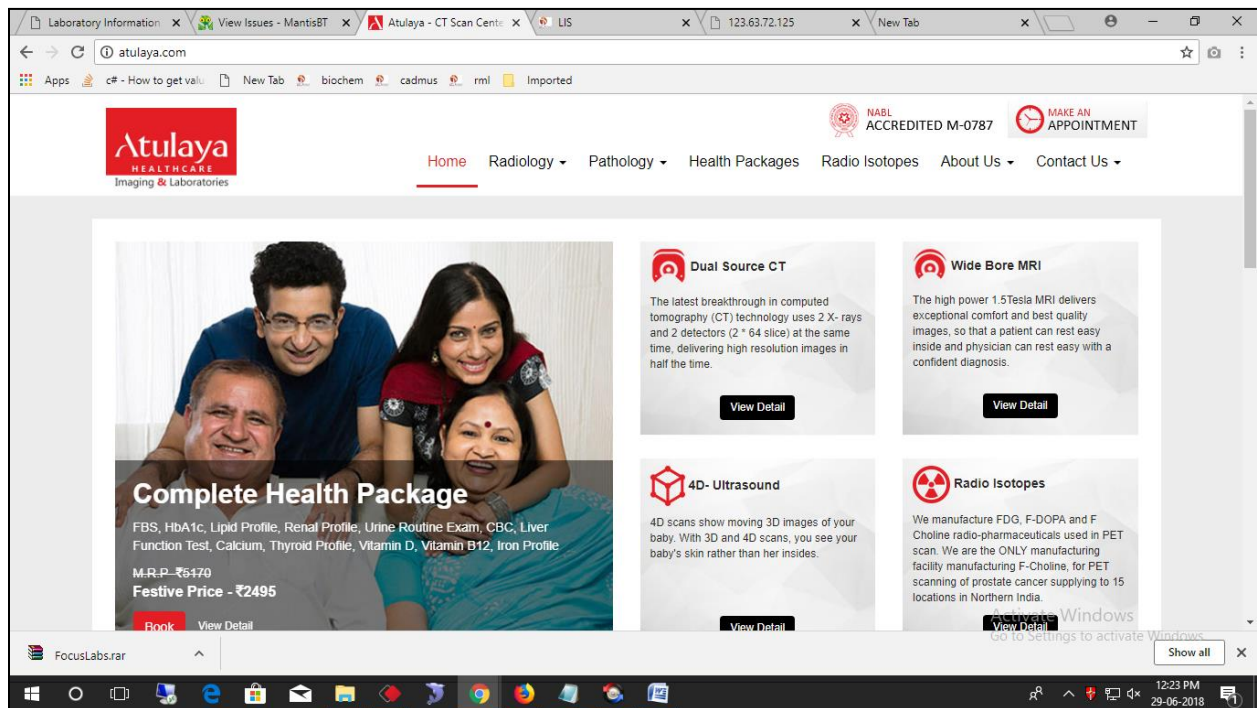 Laboratory Information
View Issues - MantisBT
Atulaya - CT Scan Cente
LIS
123.63.72.125
New Tab
atulaya.com
Apps
c# - How to get valu
New Tab
biochem
cadmus
rml
Imported
Atulaya
HEALTHCARE
Imaging & Laboratories
NABL
ACCREDITED M-0787
MAKE AN
APPOINTMENT
Home Radiology Pathology Health Packages Radio Isotopes About Us Contact Us
Complete Health Package
FBS, HbA1c, Lipid Profile, Renal Profile, Urine Routine Exam, CBC, Liver
Function Test, Calcium, Thyroid Profile, Vitamin D, Vitamin B12, Iron Profile
M.R.P ₹5170
Festive Price - ₹2495
Book View Detail
Dual Source CT
The latest breakthrough in computed
tomography (CT) technology uses 2 X- rays
and 2 detectors (2 * 64 slice) at the same
time, delivering high resolution images in
half the time.
View Detail
Wide Bore MRI
The high power 1.5Tesla MRI delivers
exceptional comfort and best quality
images, so that a patient can rest easy
inside and physician can rest easy with a
confident diagnosis.
View Detail
4D- Ultrasound
4D scans show moving 3D images of your
baby. With 3D and 4D scans, you see your
baby's skin rather than her insides.
View Detail
Radio Isotopes
We manufacture FDG, F-DOPA and F
Choline radio-pharmaceuticals used in PET
scan. We are the ONLY manufacturing
facility manufacturing F-Choline, for PET
scanning of prostate cancer supplying to 15
locations in Northern India.
View Detail
Activate Windows
Go to Settings to activate Windows.
FocusLabs.rar
Show all
12:23 PM
29-06-2018